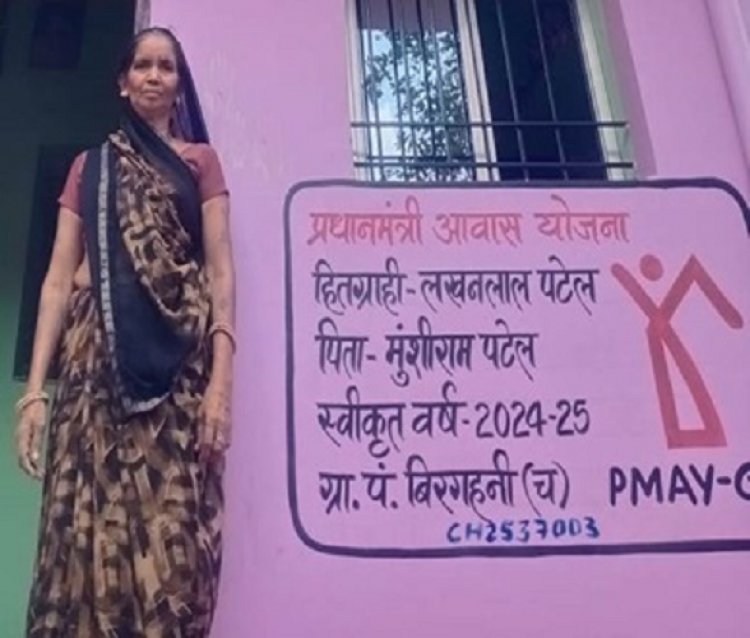 प्रधानमंत्री आवास योजना
हितग्राही-लखनलाल पटेल
पिता- मुंशीराम पटेल
स्वीकृत वर्ष-2024-25
ग्रा. पं. बिरगहनी (च)
PMAY-G
CH2537003